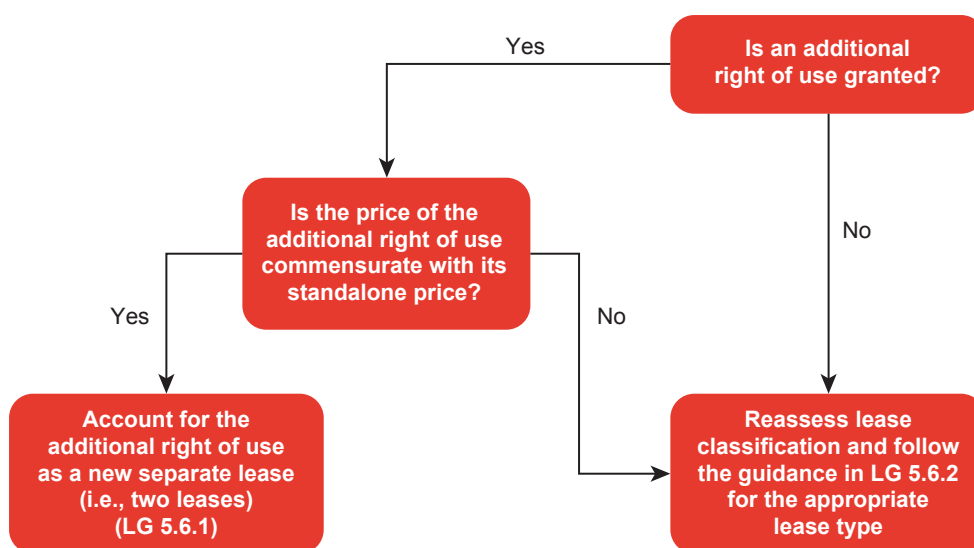 Is an additional
right of use granted?
Yes
No
Is the price of the
additional right of use
commensurate with its
standalone price?
Yes
No
Account for the
additional right of use
as a new separate lease
(i.e., two leases)
(LG 5.6.1)
Reassess lease
classification and follow
the guidance in LG 5.6.2
for the appropriate
lease type